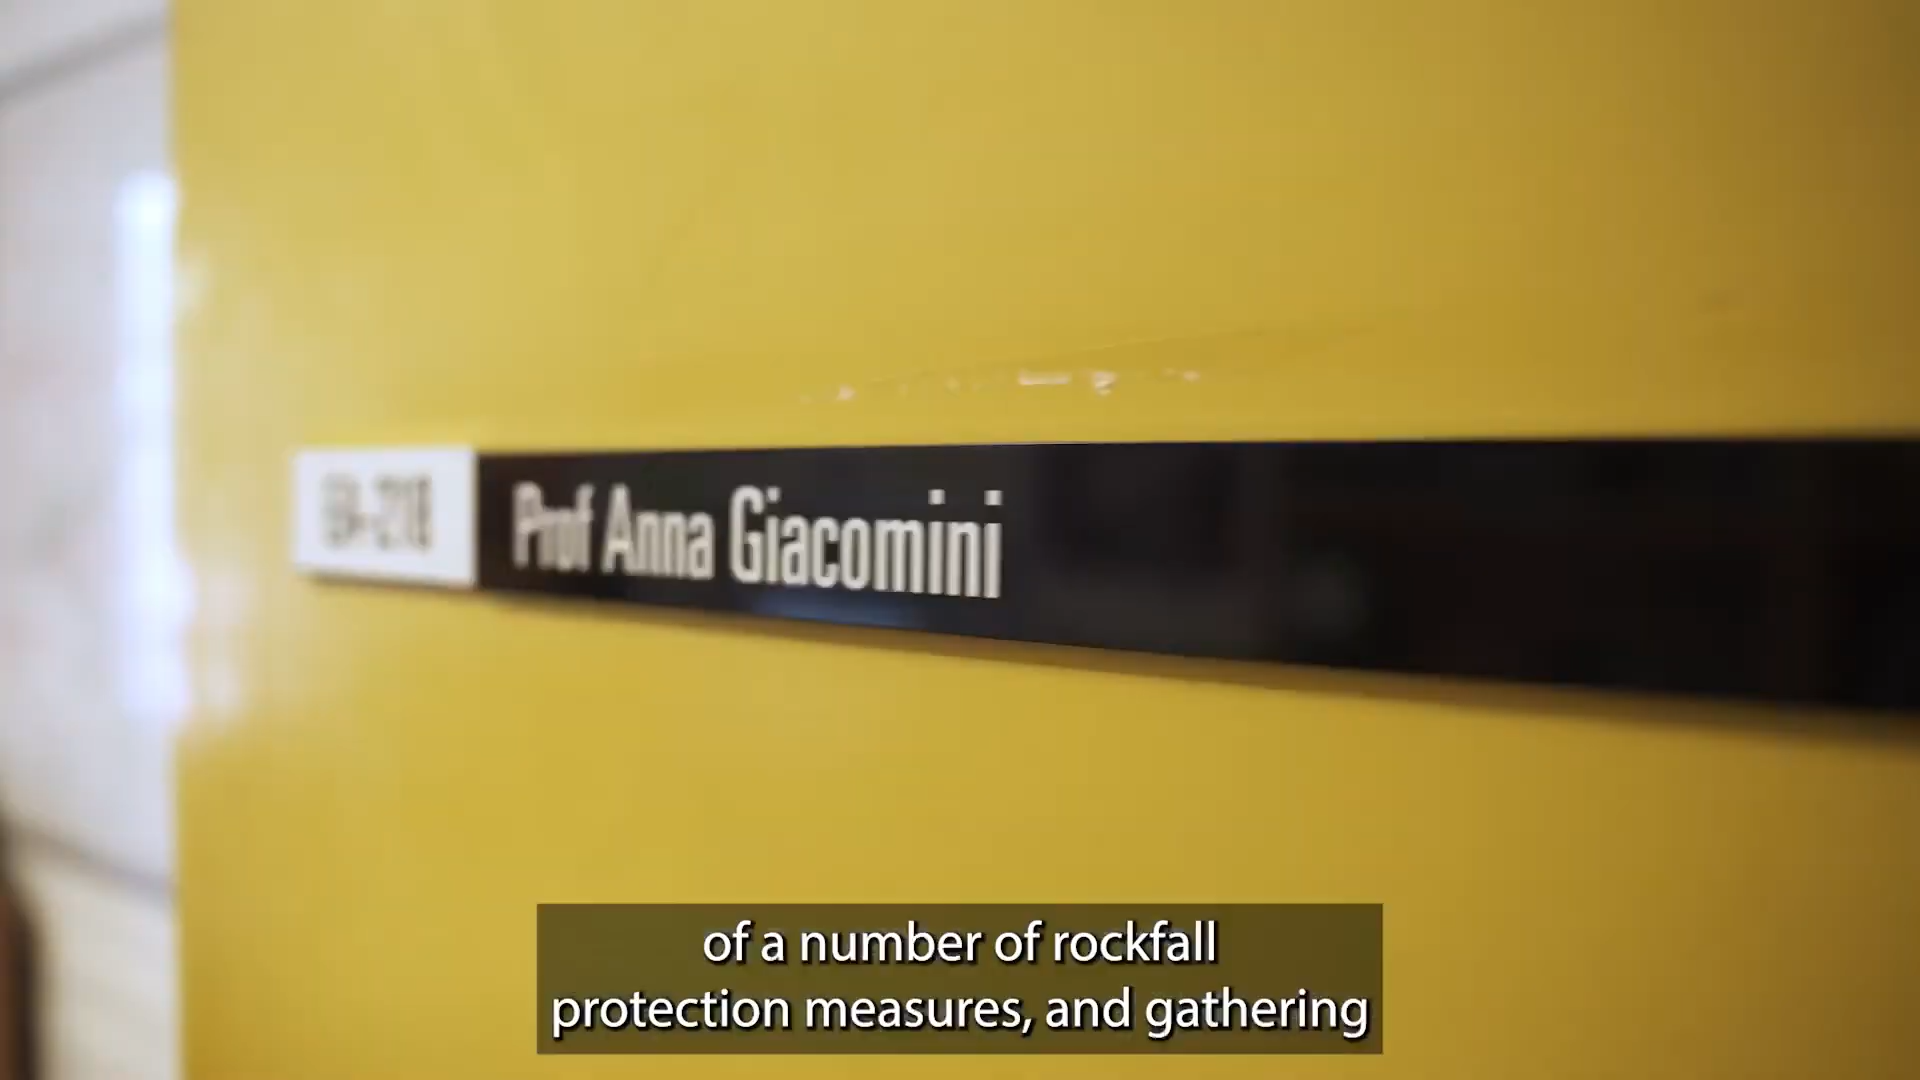 Prof Anna Giacomini
of a number of rockfall
protection measures, and gathering